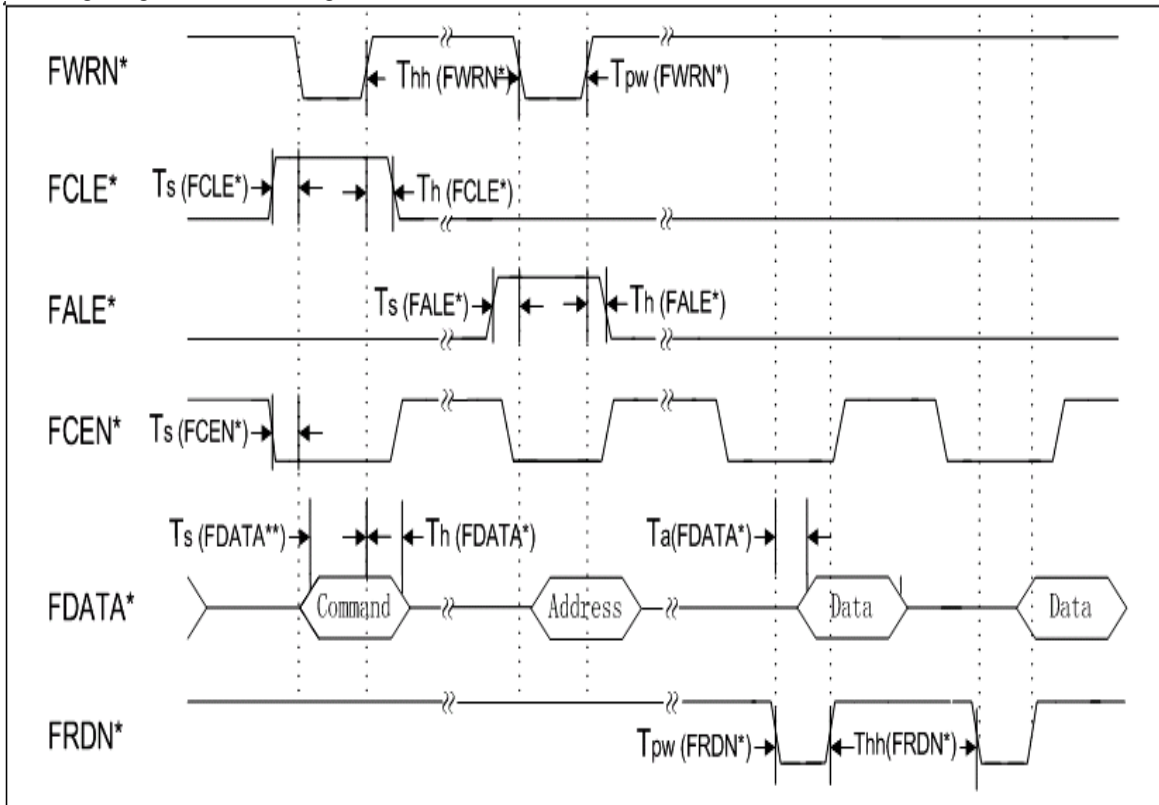 FWRN*
Thh (FWRN*)
Tpw (FWRN*)
FCLE*
Ts (FCLE*)
Th (FCLE*)
FALE*
Ts (FALE*)
Th (FALE*)
FCEN*
Ts (FCEN*)
Ts (FDATA**)
Th (FDATA*)
Ta(FDATA*)
FDATA*
Command
Address
Data
Data
FRDN*
Tpw (FRDN*)
Thh(FRDN*)